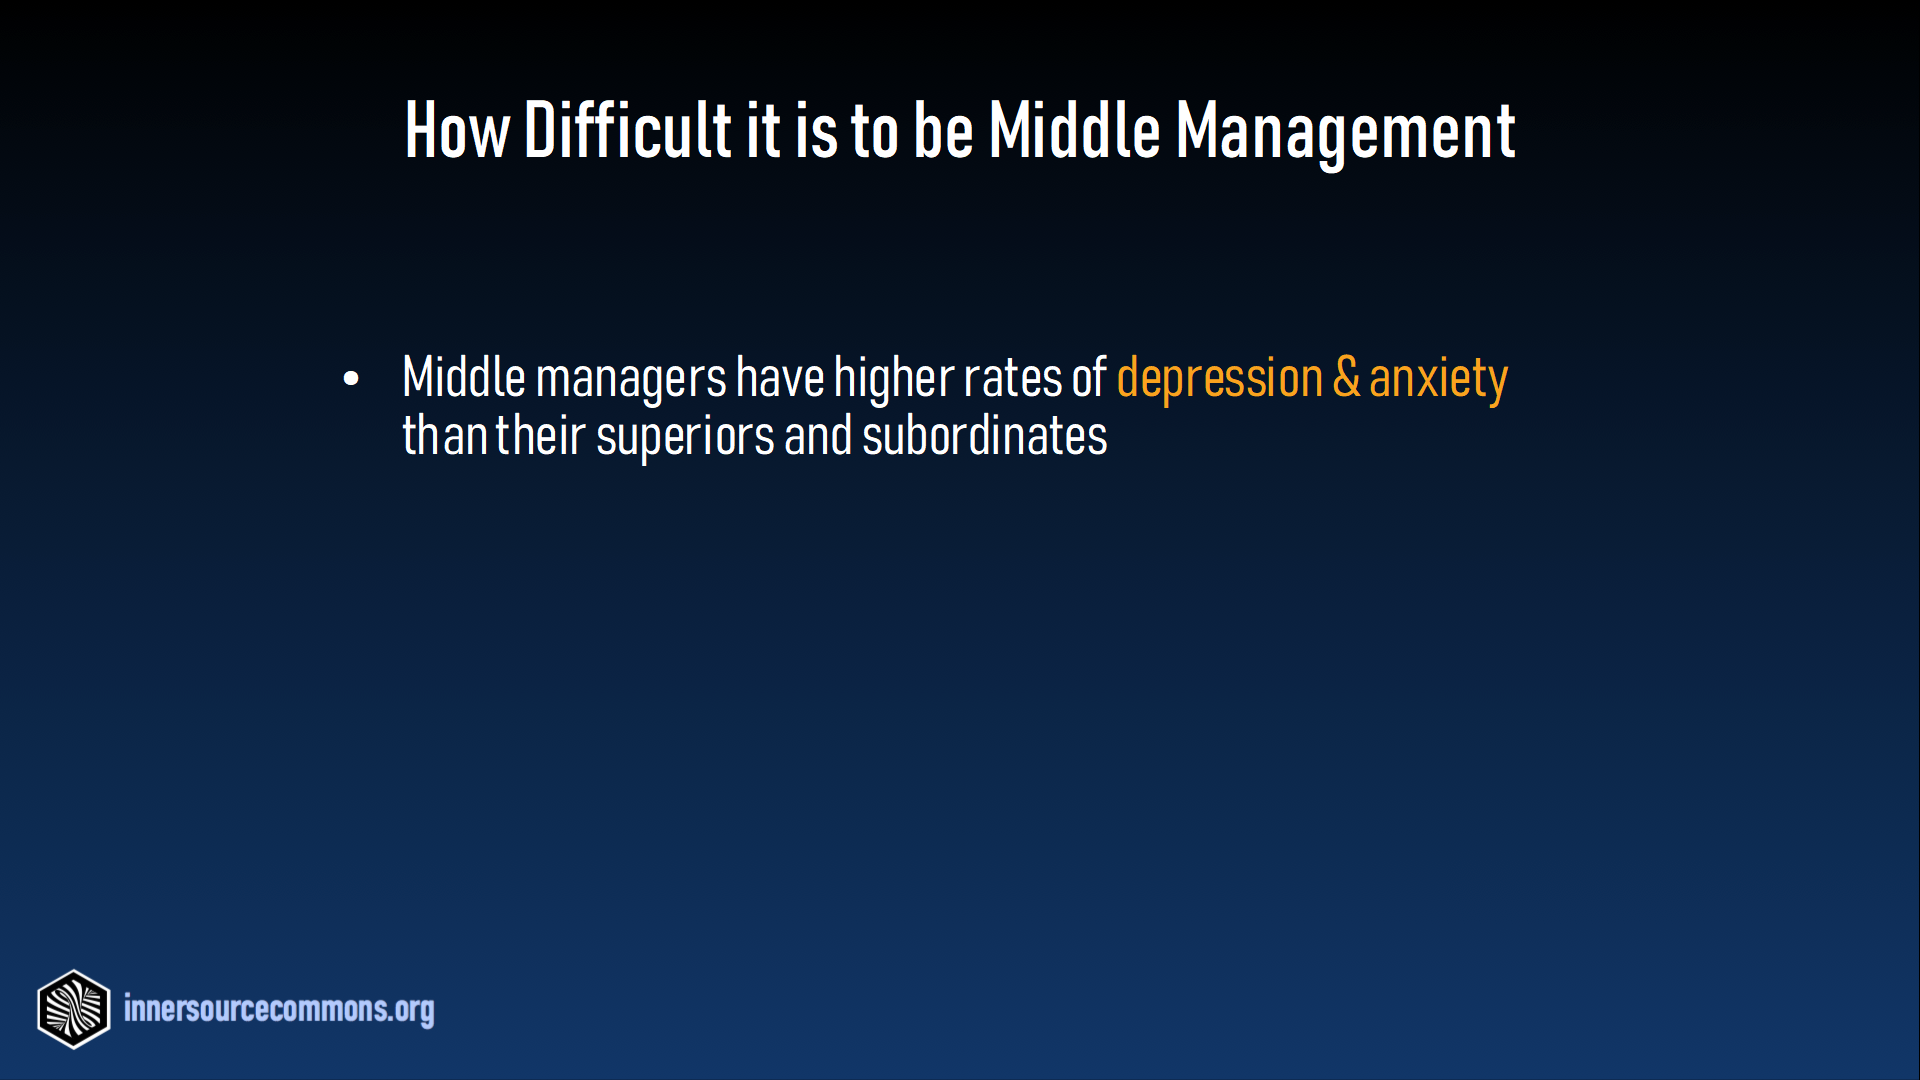 How Difficult it is to be Middle Management
• Middle managers have higher rates of depression & anxiety
than their superiors and subordinates
innersourcecommons.org